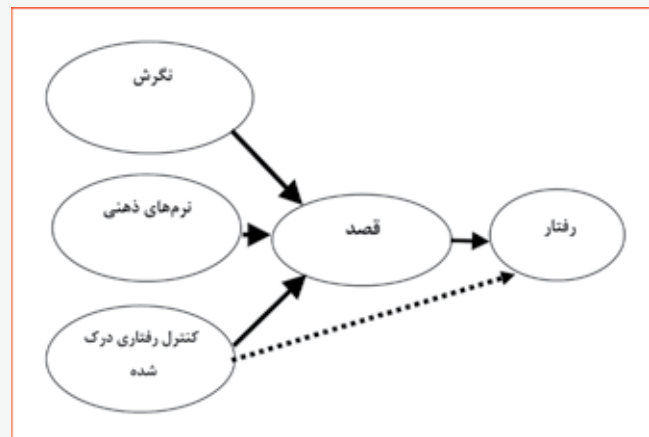 نگرش
نرم‌های ذهنی
قصد
رفتار
کنترل رفتاری درک
شده